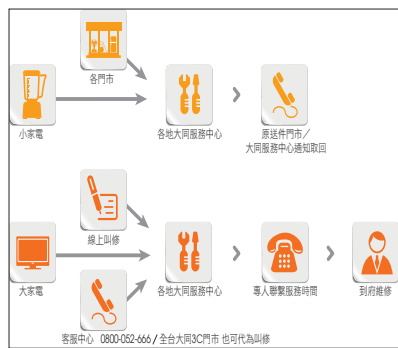 各門市
小家電
各地大同服務中心
原送件門市／
大同服務中心通知取回
線上叫修
大家電
各地大同服務中心
專人聯繫服務時間
到府維修
客服中心 0800-052-666 / 全台大同3C門市 也可代為叫修